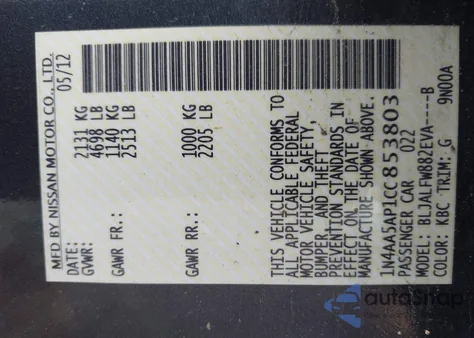 MFD BY NISSAN MOTOR CO., LTD.
DATE: 05/12
GVWR: 2131 KG
4698 LB
GAWR FR.: 1140 KG
2513 LB
GAWR RR.: 1000 KG
2205 LB
THIS VEHICLE CONFORMS TO
ALL APPLICABLE FEDERAL
MOTOR VEHICLE SAFETY,
BUMPER, AND THEFT
PREVENTION STANDARDS IN
EFFECT ON THE DATE OF
MANUFACTURE SHOWN ABOVE.
1N4AA5AP1CC853803
PASSENGER CAR 022
MODEL: BLJALFW882EVA----B
COLOR: KBC TRIM: G 9N00A
autoSnap